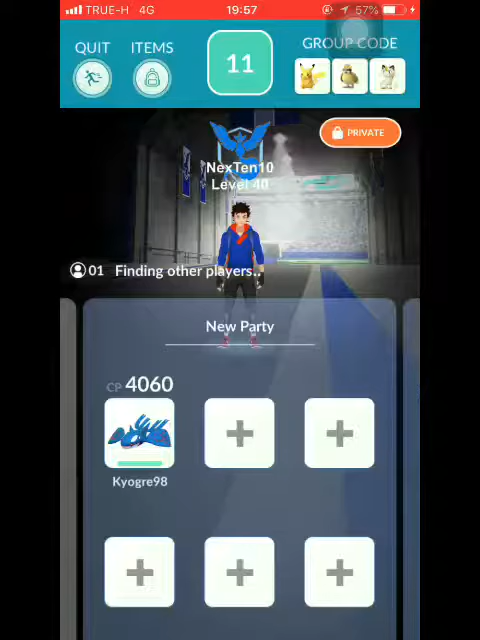 TRUE-H 4G 19:57 57%
QUIT ITEMS 11 GROUP CODE
PRIVATE
NexTen10
Level 40
01 Finding other players..
New Party
CP 4060
Kyogre98